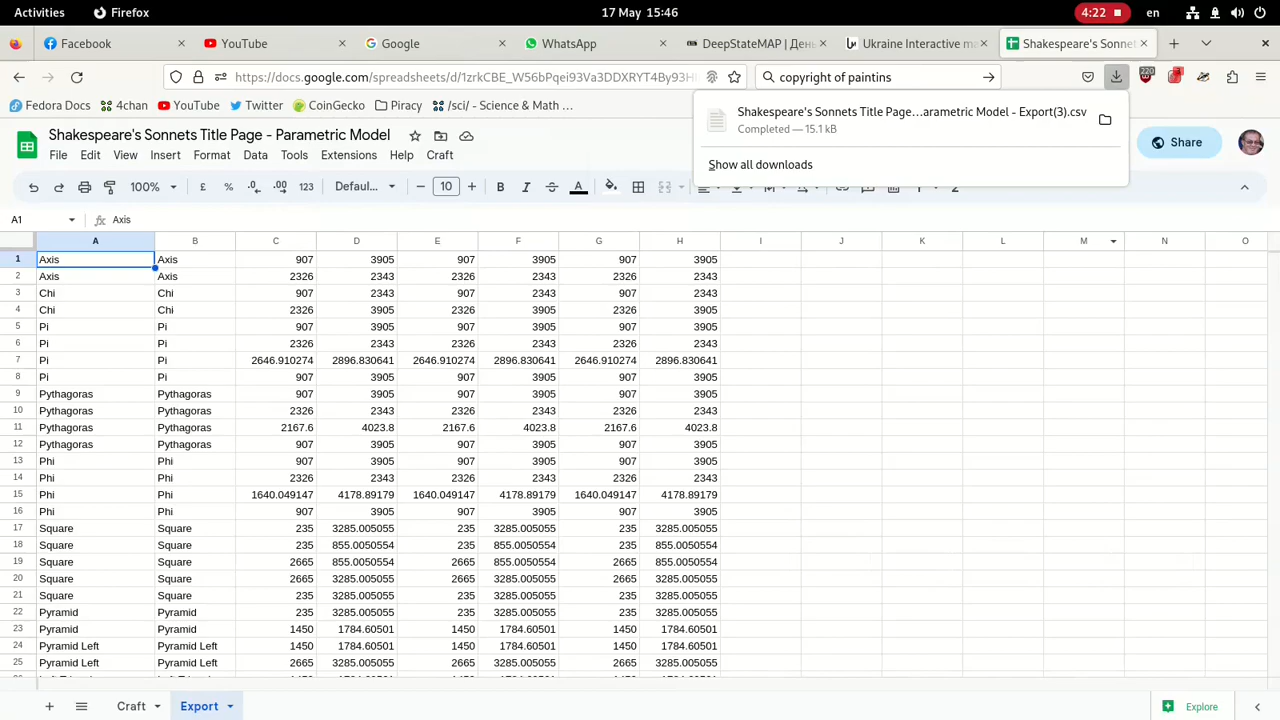 Activities Firefox 17 May 15:46 4:22 en
Facebook YouTube Google WhatsApp DeepStateMAP | День Ukraine Interactive ma Shakespeare's Sonnet
https://docs.google.com/spreadsheets/d/1zrkCBE_W56bPqei93Va3DDXRYT4By93H copyright of paintins 220
Fedora Docs 4chan YouTube Twitter CoinGecko Piracy /sci/ - Science & Math ...
Shakespeare's Sonnets Title Page...arametric Model - Export(3).csv
Completed — 15.1 kB
Show all downloads
Shakespeare's Sonnets Title Page - Parametric Model
File Edit View Insert Format Data Tools Extensions Help Craft
Share
100% £ % .0 .00 123 Defaul... 10 B I A
A1 fx Axis
A B C D E F G H I J K L M N O
1 Axis Axis 907 3905 907 3905 907 3905
2 Axis Axis 2326 2343 2326 2343 2326 2343
3 Chi Chi 907 2343 907 2343 907 2343
4 Chi Chi 2326 3905 2326 3905 2326 3905
5 Pi Pi 907 3905 907 3905 907 3905
6 Pi Pi 2326 2343 2326 2343 2326 2343
7 Pi Pi 2646.910274 2896.830641 2646.910274 2896.830641 2646.910274 2896.830641
8 Pi Pi 907 3905 907 3905 907 3905
9 Pythagoras Pythagoras 907 3905 907 3905 907 3905
10 Pythagoras Pythagoras 2326 2343 2326 2343 2326 2343
11 Pythagoras Pythagoras 2167.6 4023.8 2167.6 4023.8 2167.6 4023.8
12 Pythagoras Pythagoras 907 3905 907 3905 907 3905
13 Phi Phi 907 3905 907 3905 907 3905
14 Phi Phi 2326 2343 2326 2343 2326 2343
15 Phi Phi 1640.049147 4178.89179 1640.049147 4178.89179 1640.049147 4178.89179
16 Phi Phi 907 3905 907 3905 907 3905
17 Square Square 235 3285.005055 235 3285.005055 235 3285.005055
18 Square Square 235 855.0050554 235 855.0050554 235 855.0050554
19 Square Square 2665 855.0050554 2665 855.0050554 2665 855.0050554
20 Square Square 2665 3285.005055 2665 3285.005055 2665 3285.005055
21 Square Square 235 3285.005055 235 3285.005055 235 3285.005055
22 Pyramid Pyramid 235 3285.005055 235 3285.005055 235 3285.005055
23 Pyramid Pyramid 1450 1784.60501 1450 1784.60501 1450 1784.60501
24 Pyramid Left Pyramid Left 1450 1784.60501 1450 1784.60501 1450 1784.60501
25 Pyramid Left Pyramid Left 2665 3285.005055 2665 3285.005055 2665 3285.005055
Craft Export Explore